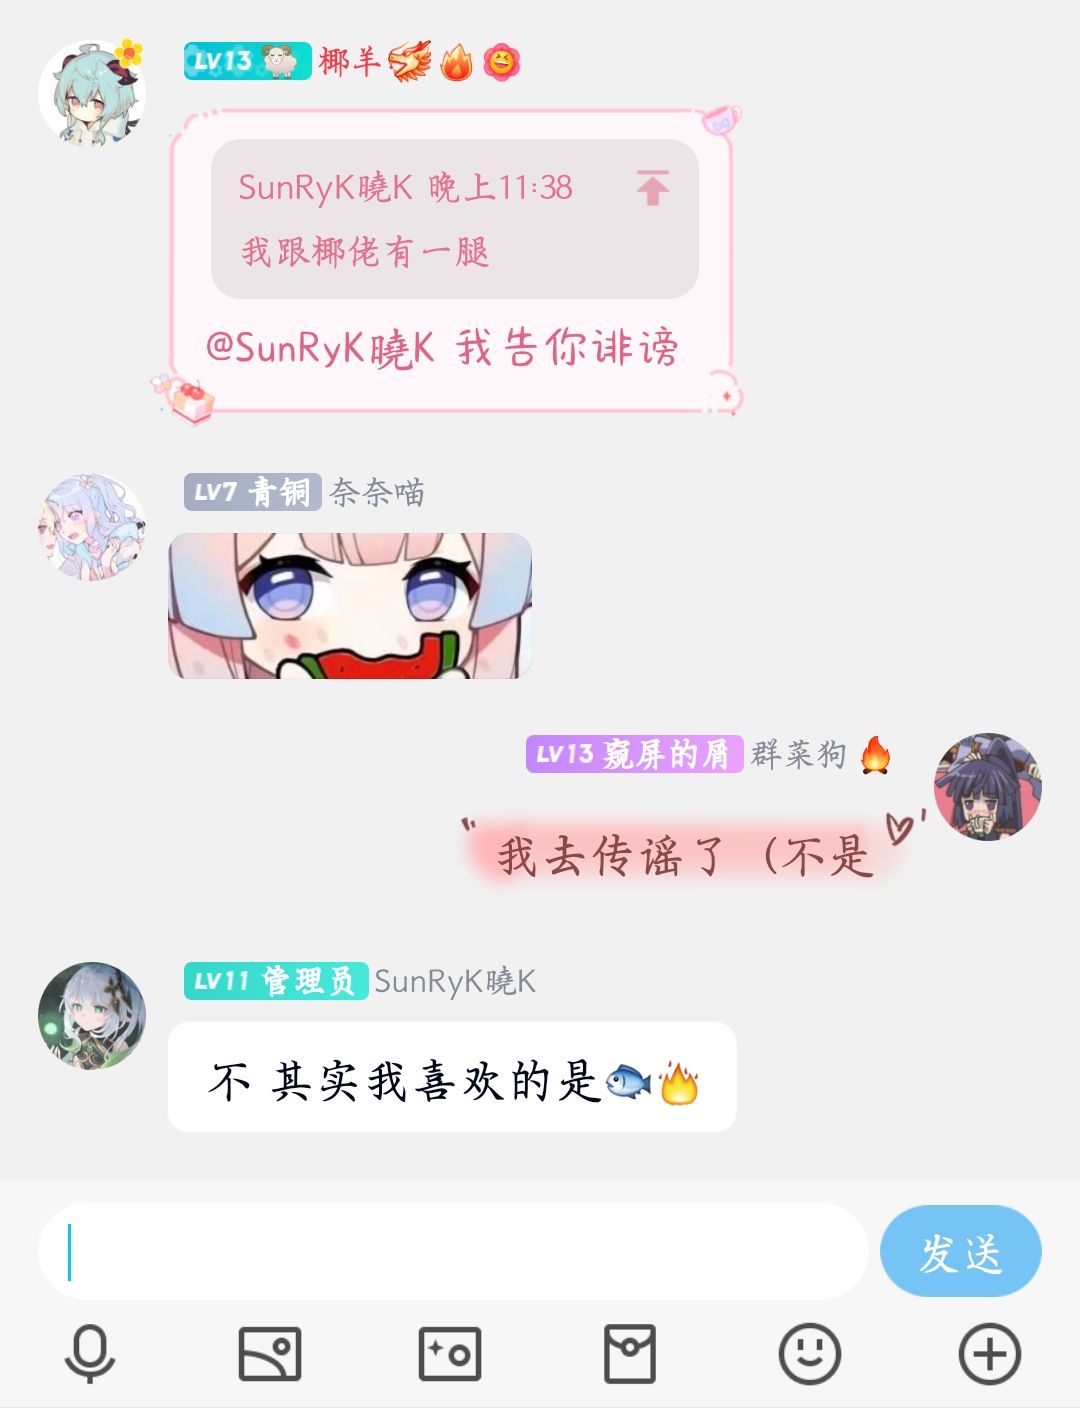 LV13 椰羊
SunRyK曉K 晚上11:38
我跟椰佬有一腿
@SunRyK曉K 我告你诽谤
LV7 青铜 奈奈喵
LV13 窥屏的屑 群菜狗
我去传谣了（不是
LV11 管理员 SunRyK曉K
不 其实我喜欢的是🐟🔥
发送